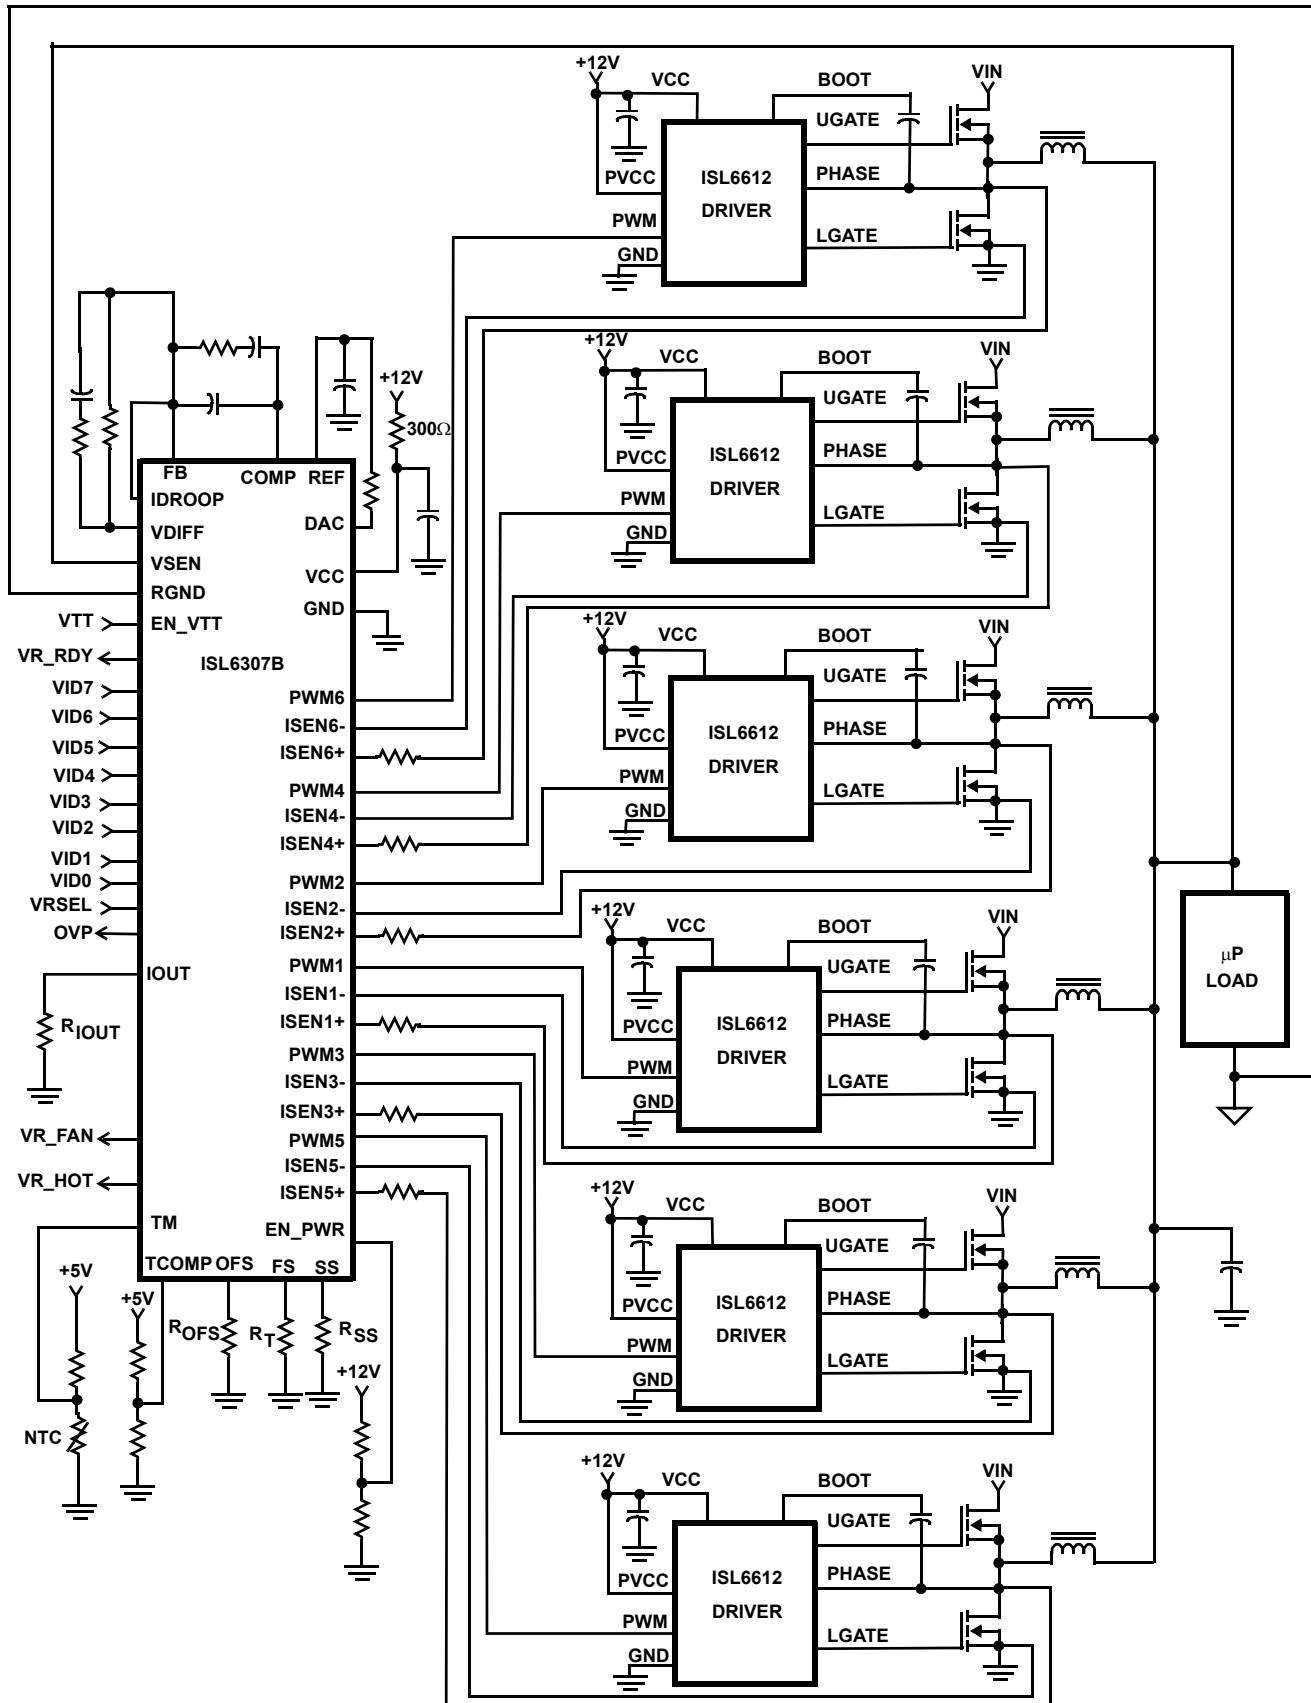 +12V
VCC
BOOT
VIN
UGATE
PVCC
ISL6612
DRIVER
PHASE
PWM
LGATE
GND
+12V
VCC
BOOT
VIN
UGATE
PVCC
ISL6612
DRIVER
PHASE
PWM
LGATE
GND
+12V
VCC
BOOT
VIN
UGATE
PVCC
ISL6612
DRIVER
PHASE
PWM
LGATE
GND
+12V
VCC
BOOT
VIN
UGATE
PVCC
ISL6612
DRIVER
PHASE
PWM
LGATE
GND
+12V
VCC
BOOT
VIN
UGATE
PVCC
ISL6612
DRIVER
PHASE
PWM
LGATE
GND
+12V
VCC
BOOT
VIN
UGATE
PVCC
ISL6612
DRIVER
PHASE
PWM
LGATE
GND
+12V
300Ω
FB
COMP
REF
IDROOP
VDIFF
DAC
VSEN
VCC
RGND
GND
VTT
EN_VTT
VR_RDY
ISL6307B
VID7
VID6
VID5
VID4
VID3
VID2
VID1
VID0
VRSEL
OVP
IOUT
RIOUT
VR_FAN
VR_HOT
TM
PWM6
ISEN6-
ISEN6+
PWM4
ISEN4-
ISEN4+
PWM2
ISEN2-
ISEN2+
PWM1
ISEN1-
ISEN1+
PWM3
ISEN3-
ISEN3+
PWM5
ISEN5-
ISEN5+
EN_PWR
TCOMP
OFS
FS
SS
+5V
+5V
ROFS
RT
RSS
+12V
NTC
μP
LOAD